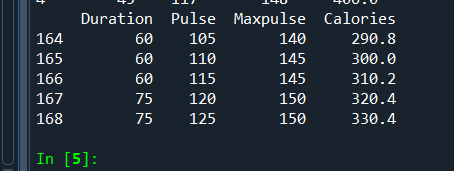 4 45 117 148 406.0
Duration Pulse Maxpulse Calories
164 60 105 140 290.8
165 60 110 145 300.0
166 60 115 145 310.2
167 75 120 150 320.4
168 75 125 150 330.4
In [5]: